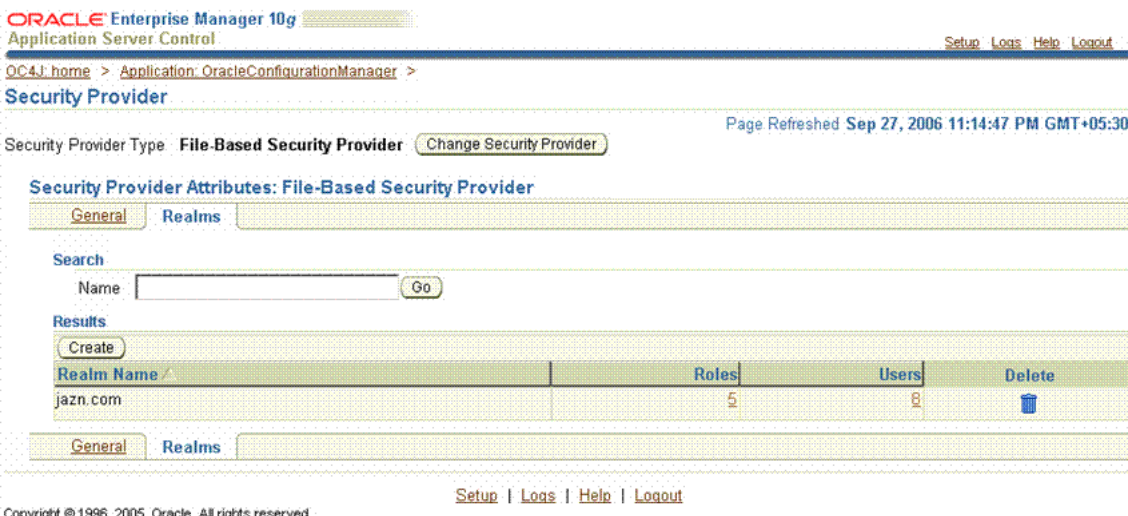 ORACLE Enterprise Manager 10g
Application Server Control
Setup Logs Help Logout
OC4J: home > Application: OracleConfigurationManager >
Security Provider
Page Refreshed Sep 27, 2006 11:14:47 PM GMT+05:30
Security Provider Type File-Based Security Provider Change Security Provider
Security Provider Attributes: File-Based Security Provider
General Realms
Search
Name Go
Results
Create
Realm Name Roles Users Delete
jazn.com 5 8
General Realms
Setup | Logs | Help | Logout
Copyright © 1996, 2005, Oracle. All rights reserved.